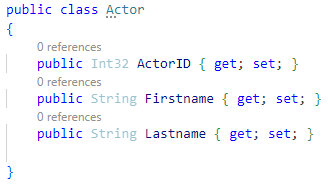 public class Actor
{
0 references
public Int32 ActorID { get; set; }
0 references
public String Firstname { get; set; }
0 references
public String Lastname { get; set; }
}